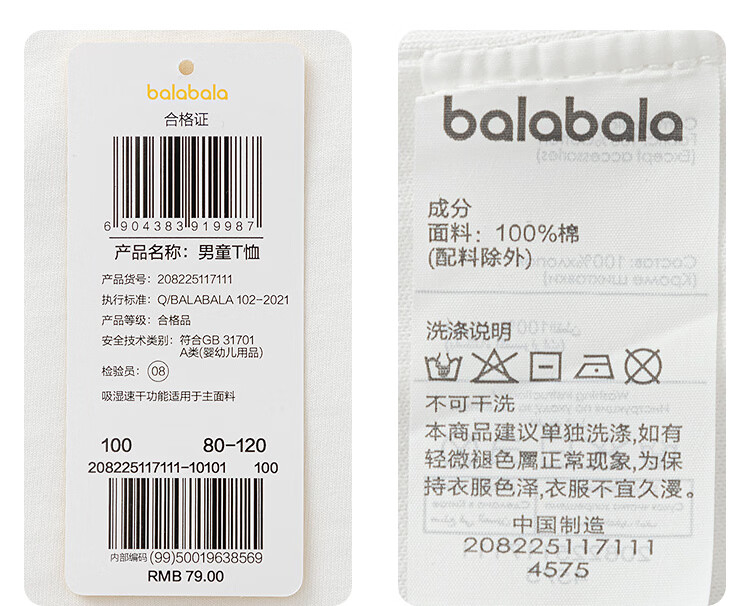 balabala
合格证
6 904383 919987
产品名称：男童T恤
产品货号：208225117111
执行标准：Q/BALABALA 102-2021
产品等级：合格品
安全技术类别：符合GB 31701
A类(婴幼儿用品)
检验员：08
吸湿速干功能适用于主面料
100 80-120
208225117111-10101 100
内部编码 (99)50019638569
RMB 79.00
balabala
成分
面料：100%棉
(配料除外)
洗涤说明
不可干洗
本商品建议单独洗涤,如有
轻微褪色属正常现象,为保
持衣服色泽,衣服不宜久浸。
中国制造
208225117111
4575